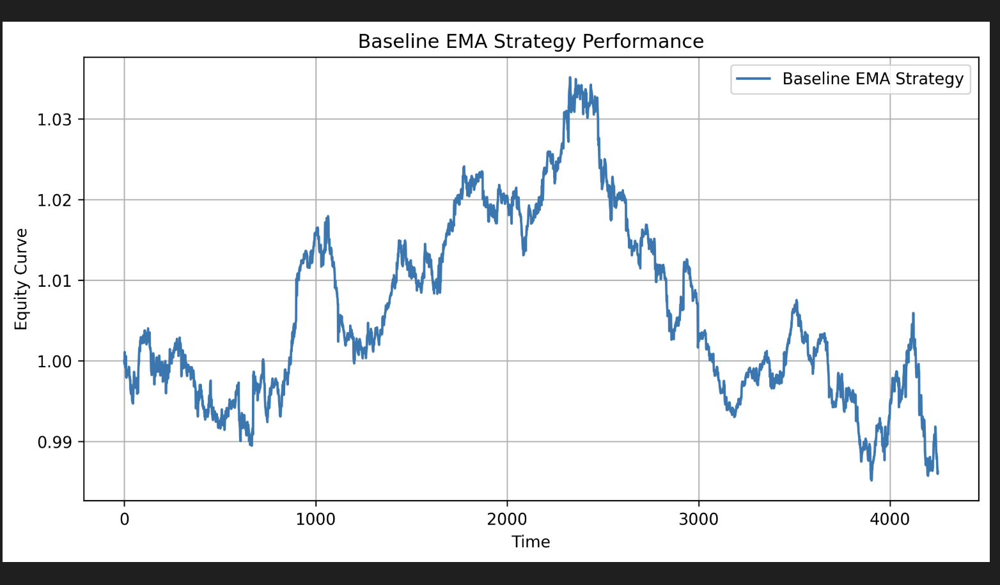 Baseline EMA Strategy Performance
Baseline EMA Strategy
Equity Curve
1.03
1.02
1.01
1.00
0.99
0 1000 2000 3000 4000
Time